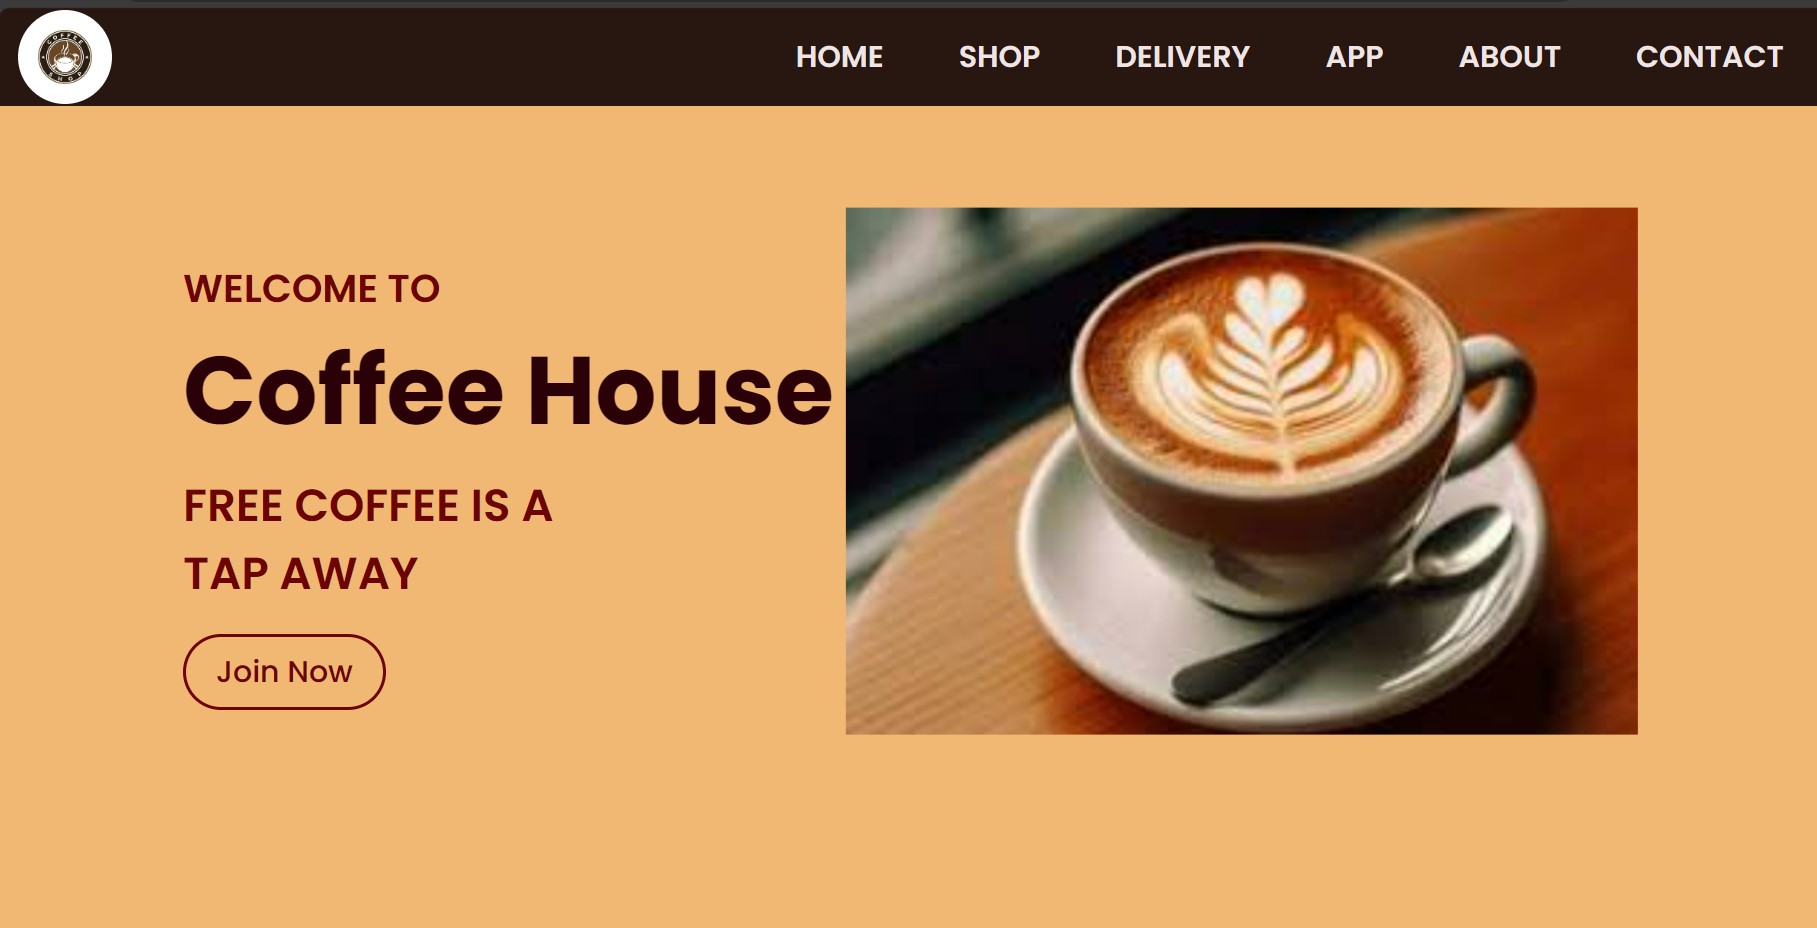 COFFEE
SHOP
HOME SHOP DELIVERY APP ABOUT CONTACT
WELCOME TO
Coffee House
FREE COFFEE IS A
TAP AWAY
Join Now